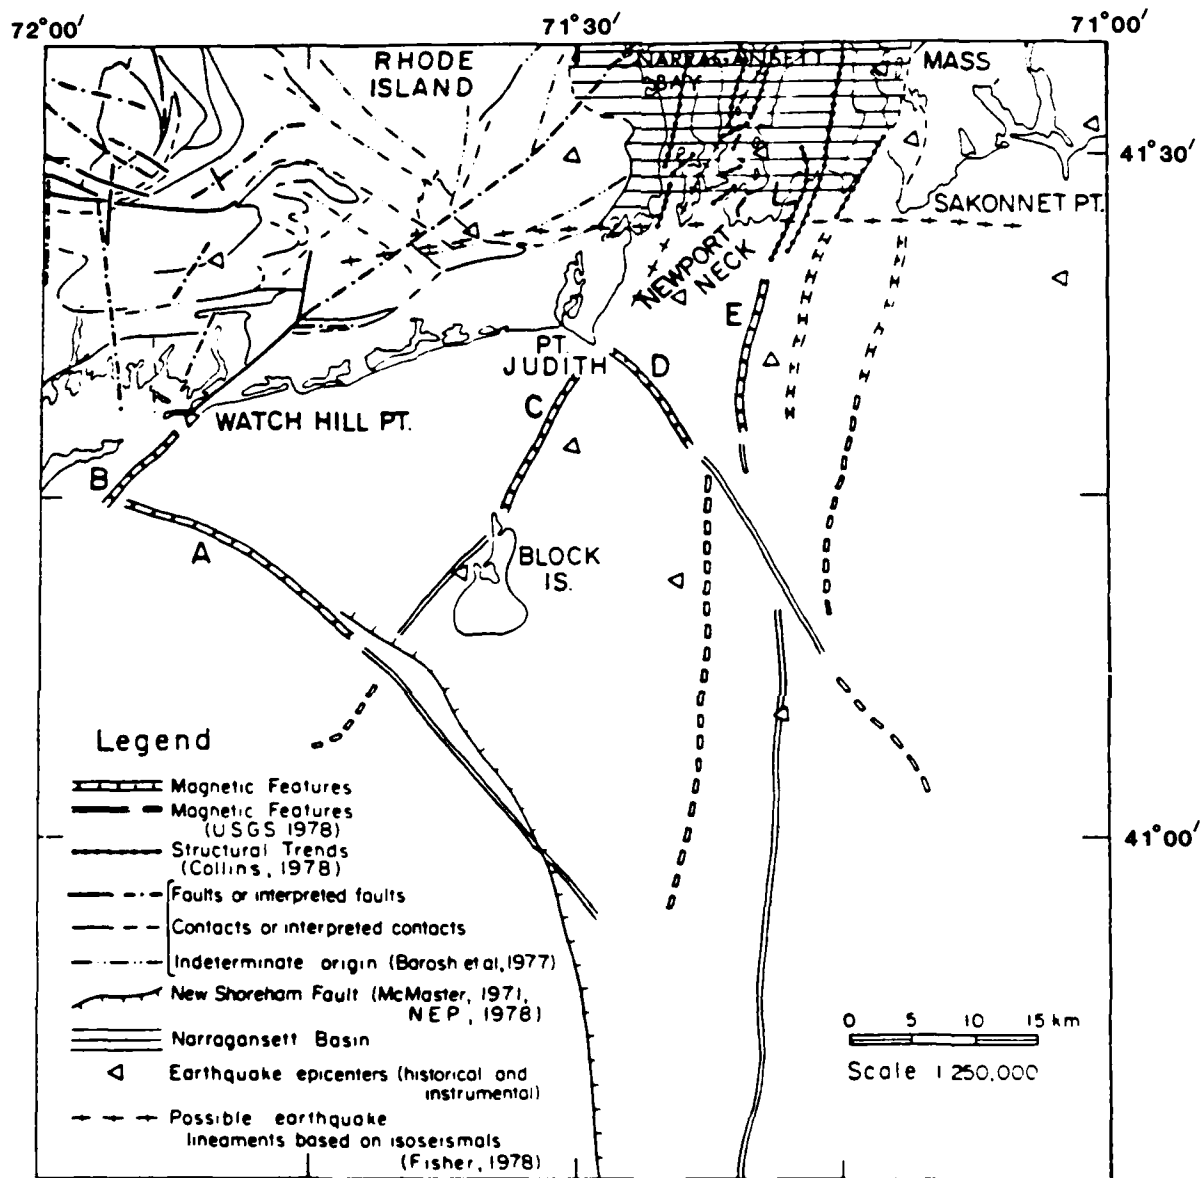 72°00′
71°30′
71°00′
RHODE
ISLAND
NARRAGANSETT
BAY
MASS
41°30′
SAKONNET PT.
NEWPORT
NECK
E
PT.
JUDITH
D
C
WATCH HILL PT.
B
A
BLOCK
IS.
Legend
Magnetic Features
Magnetic Features
(USGS 1978)
Structural Trends
(Collins, 1978)
Faults or interpreted faults
Contacts or interpreted contacts
Indeterminate origin (Barosh et al, 1977)
New Shoreham Fault (McMaster, 1971,
NEP, 1978)
Narragansett Basin
Earthquake epicenters (historical and
instrumental)
Possible earthquake
lineaments based on isoseismals
(Fisher, 1978)
41°00′
0 5 10 15 km
Scale 1:250,000